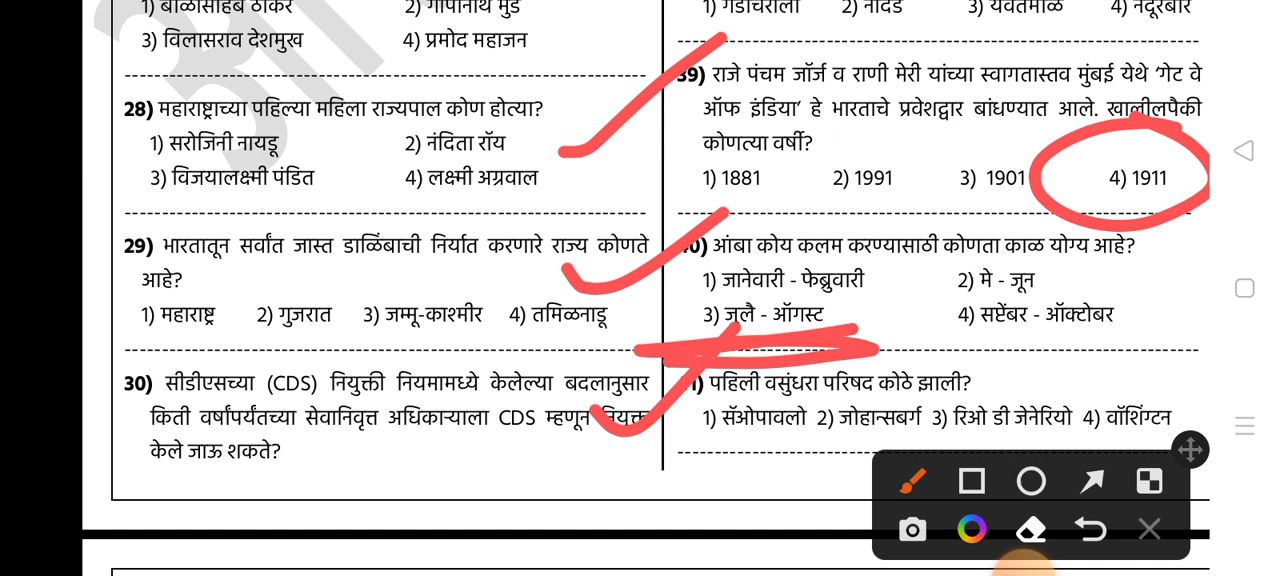 1) बाळासाहेब ठाकरे 2) गोपीनाथ मुंडे
3) विलासराव देशमुख 4) प्रमोद महाजन
28) महाराष्ट्राच्या पहिल्या महिला राज्यपाल कोण होत्या?
1) सरोजिनी नायडू 2) नंदिता रॉय
3) विजयालक्ष्मी पंडित 4) लक्ष्मी अग्रवाल
29) भारतातून सर्वांत जास्त डाळिंबाची निर्यात करणारे राज्य कोणते
आहे?
1) महाराष्ट्र 2) गुजरात 3) जम्मू-काश्मीर 4) तमिळनाडू
30) सीडीएसच्या (CDS) नियुक्ती नियमामध्ये केलेल्या बदलानुसार
किती वर्षांपर्यंतच्या सेवानिवृत्त अधिकाऱ्याला CDS म्हणून नियुक्त
केले जाऊ शकते?
1) गडचिरोली 2) नांदेड 3) यवतमाळ 4) नंदूरबार
39) राजे पंचम जॉर्ज व राणी मेरी यांच्या स्वागतास्तव मुंबई येथे ‘गेट वे
ऑफ इंडिया’ हे भारताचे प्रवेशद्वार बांधण्यात आले. खालीलपैकी
कोणत्या वर्षी?
1) 1881 2) 1991 3) 1901 4) 1911
40) आंबा कोय कलम करण्यासाठी कोणता काळ योग्य आहे?
1) जानेवारी - फेब्रुवारी 2) मे - जून
3) जुलै - ऑगस्ट 4) सप्टेंबर - ऑक्टोबर
41) पहिली वसुंधरा परिषद कोठे झाली?
1) सॅओपावलो 2) जोहान्सबर्ग 3) रिओ डी जेनेरियो 4) वॉशिंग्टन